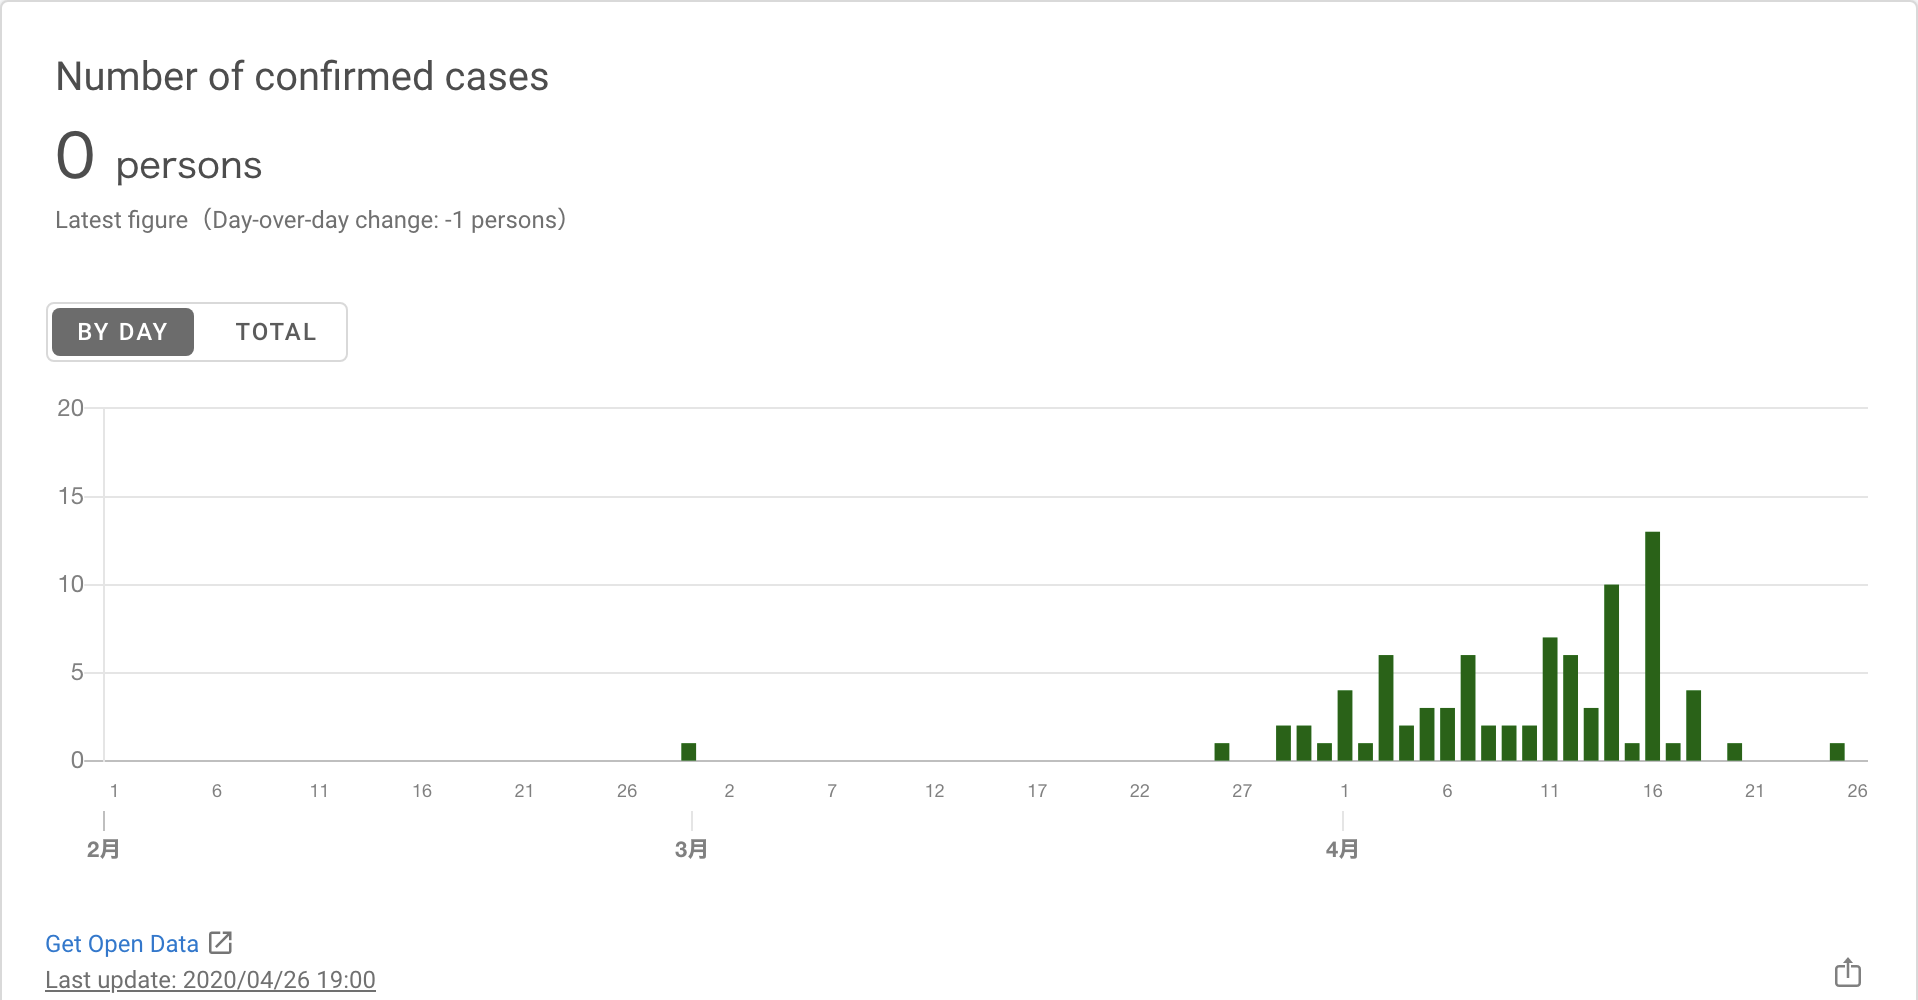 Number of confirmed cases
0 persons
Latest figure（Day-over-day change: -1 persons）
BY DAY TOTAL
20
15
10
5
0
1 6 11 16 21 26 2 7 12 17 22 27 1 6 11 16 21 26
2月 3月 4月
Get Open Data
Last update: 2020/04/26 19:00